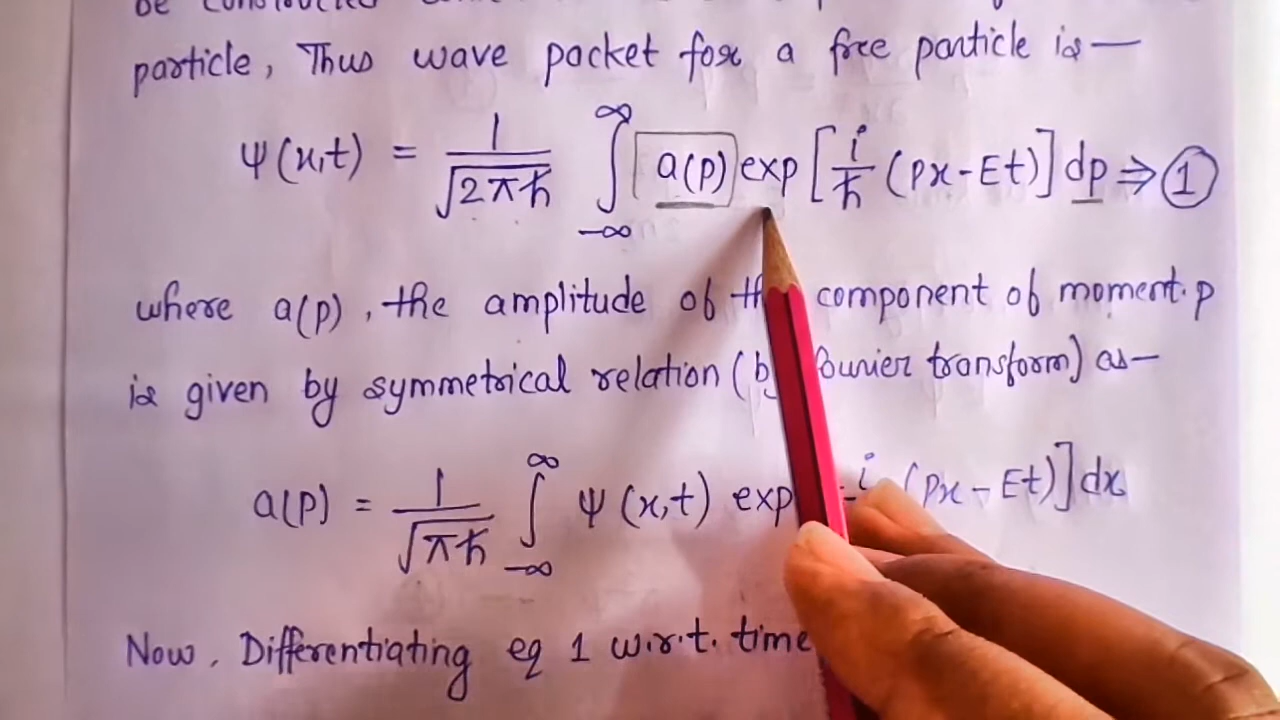 particle, Thus wave packet for a free particle is—
Ψ(x,t) = 1/√2πℏ ∫_{-∞}^{∞} a(p) exp [i/ℏ (Px-Et)] dp ⇒ ①
where a(p), the amplitude of component of moment. p
is given by symmetrical relation ( Fourier transform) as—
a(p) = 1/√πℏ ∫_{-∞}^{∞} Ψ (x,t) exp i (Px - Et)] dx
Now, Differentiating eq 1 w.r.t. time